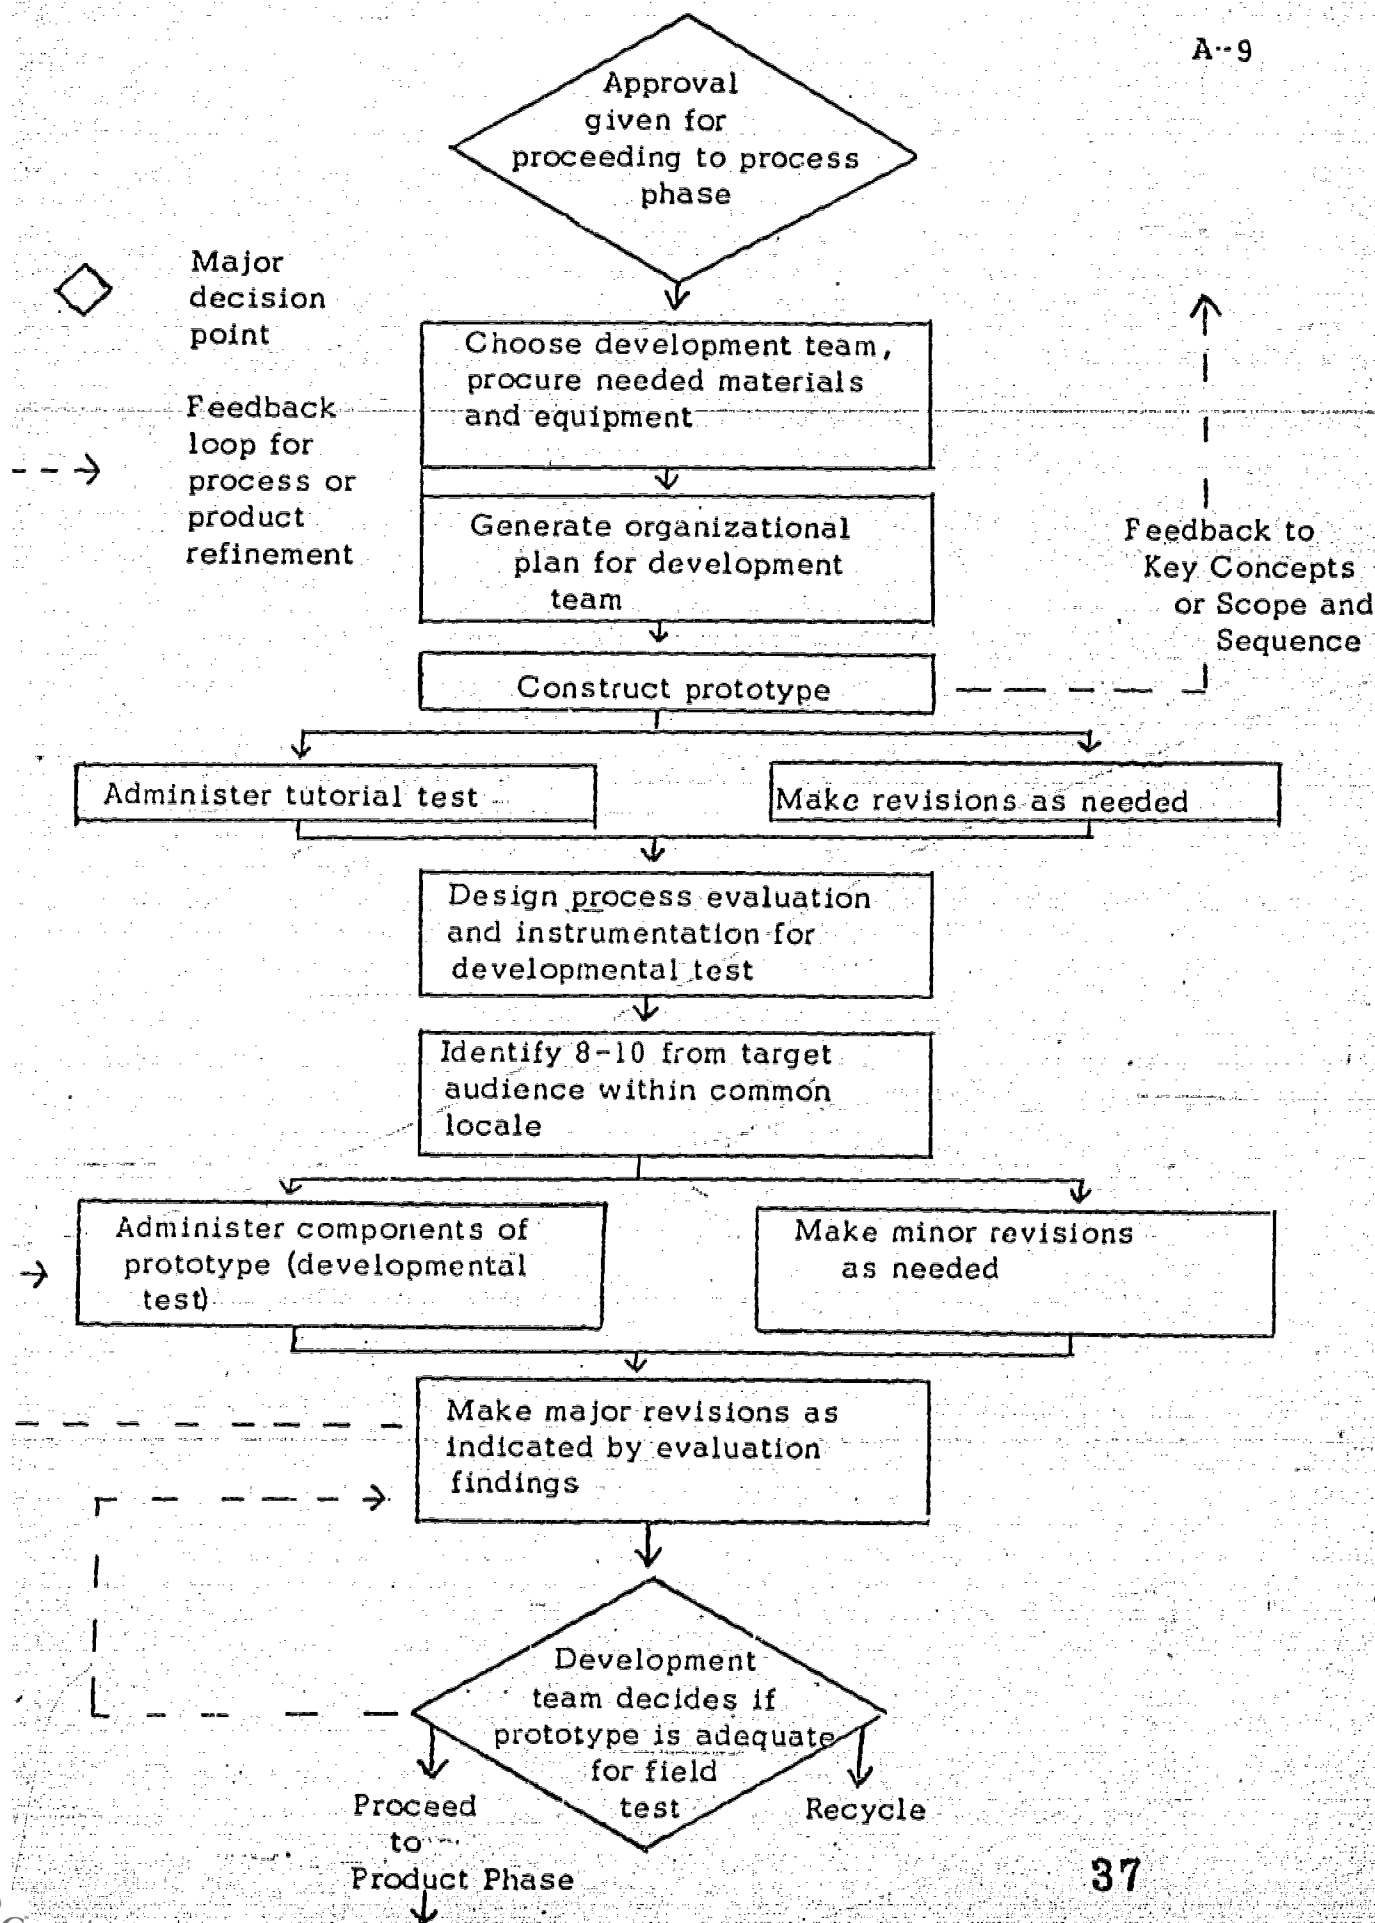 A--9
Approval
given for
proceeding to process
phase
Major
decision
point
Feedback
loop for
process or
product
refinement
Choose development team,
procure needed materials
and equipment
Generate organizational
plan for development
team
Feedback to
Key Concepts
or Scope and
Sequence
Construct prototype
Administer tutorial test
Make revisions as needed
Design process evaluation
and instrumentation for
developmental test
Identify 8-10 from target
audience within common
locale
Administer components of
prototype (developmental
test)
Make minor revisions
as needed
Make major revisions as
indicated by evaluation
findings
Development
team decides if
prototype is adequate
for field
test
Proceed
to
Product Phase
Recycle
37